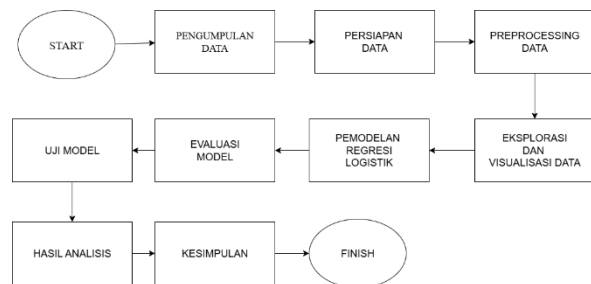 START
PENGUMPULAN
DATA
PERSIAPAN
DATA
PREPROCESSING
DATA
EKSPLORASI
DAN
VISUALISASI DATA
PEMODELAN
REGRESI
LOGISTIK
EVALUASI
MODEL
UJI MODEL
HASIL ANALISIS
KESIMPULAN
FINISH